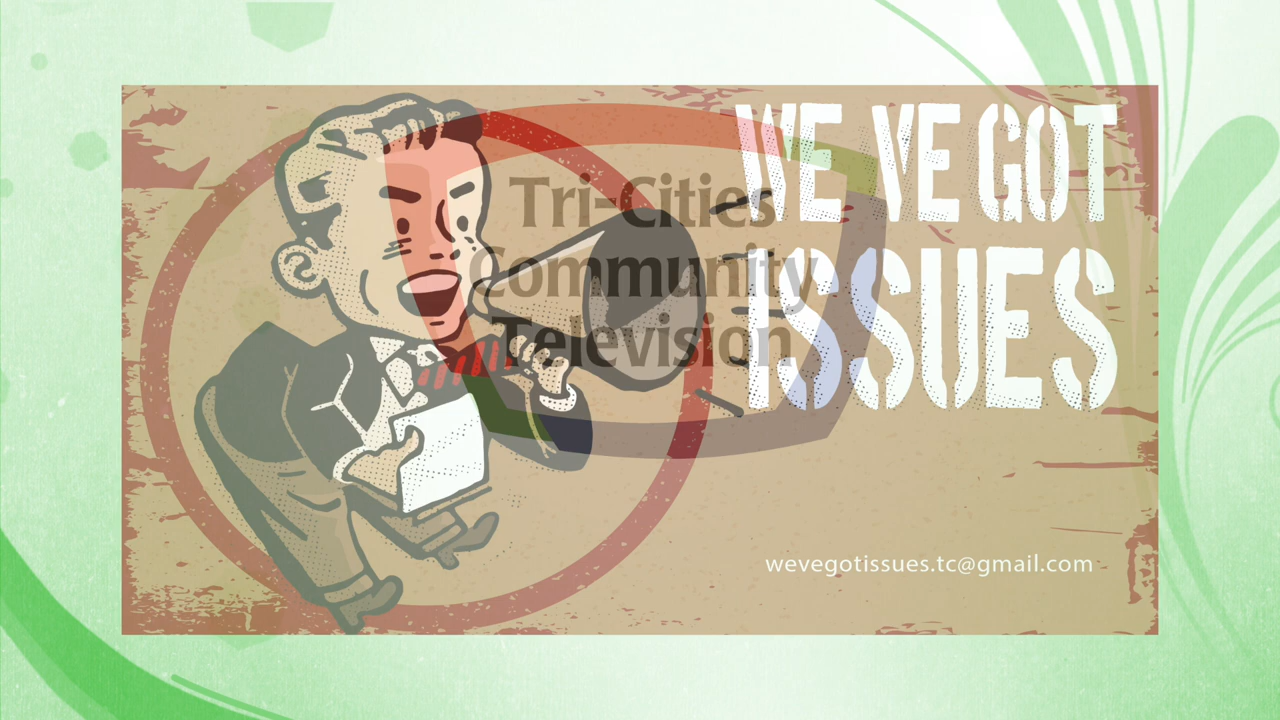 WE VE GOT
ISSUES
Tri-Cities
Community
Television
wevegotissues.tc@gmail.com